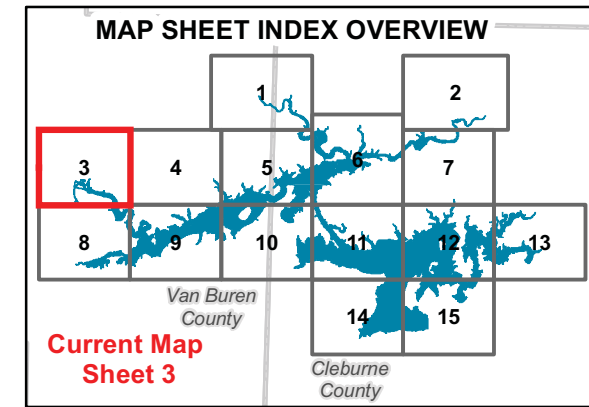 MAP SHEET INDEX OVERVIEW
1
2
3
4
5
6
7
8
9
10
11
12
13
Van Buren
County
14
15
Current Map
Sheet 3
Cleburne
County